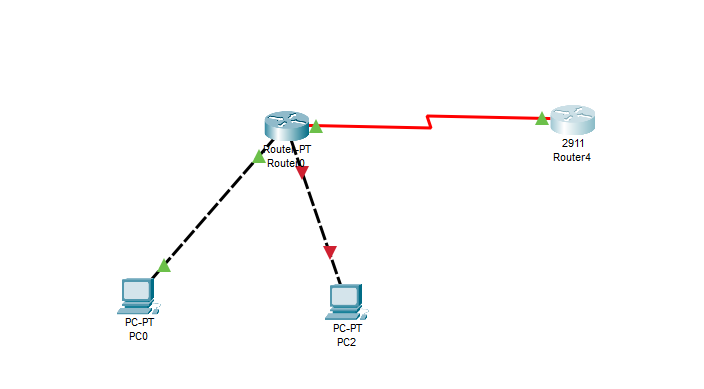 Router-PT
Router0
2911
Router4
PC-PT
PC0
PC-PT
PC2